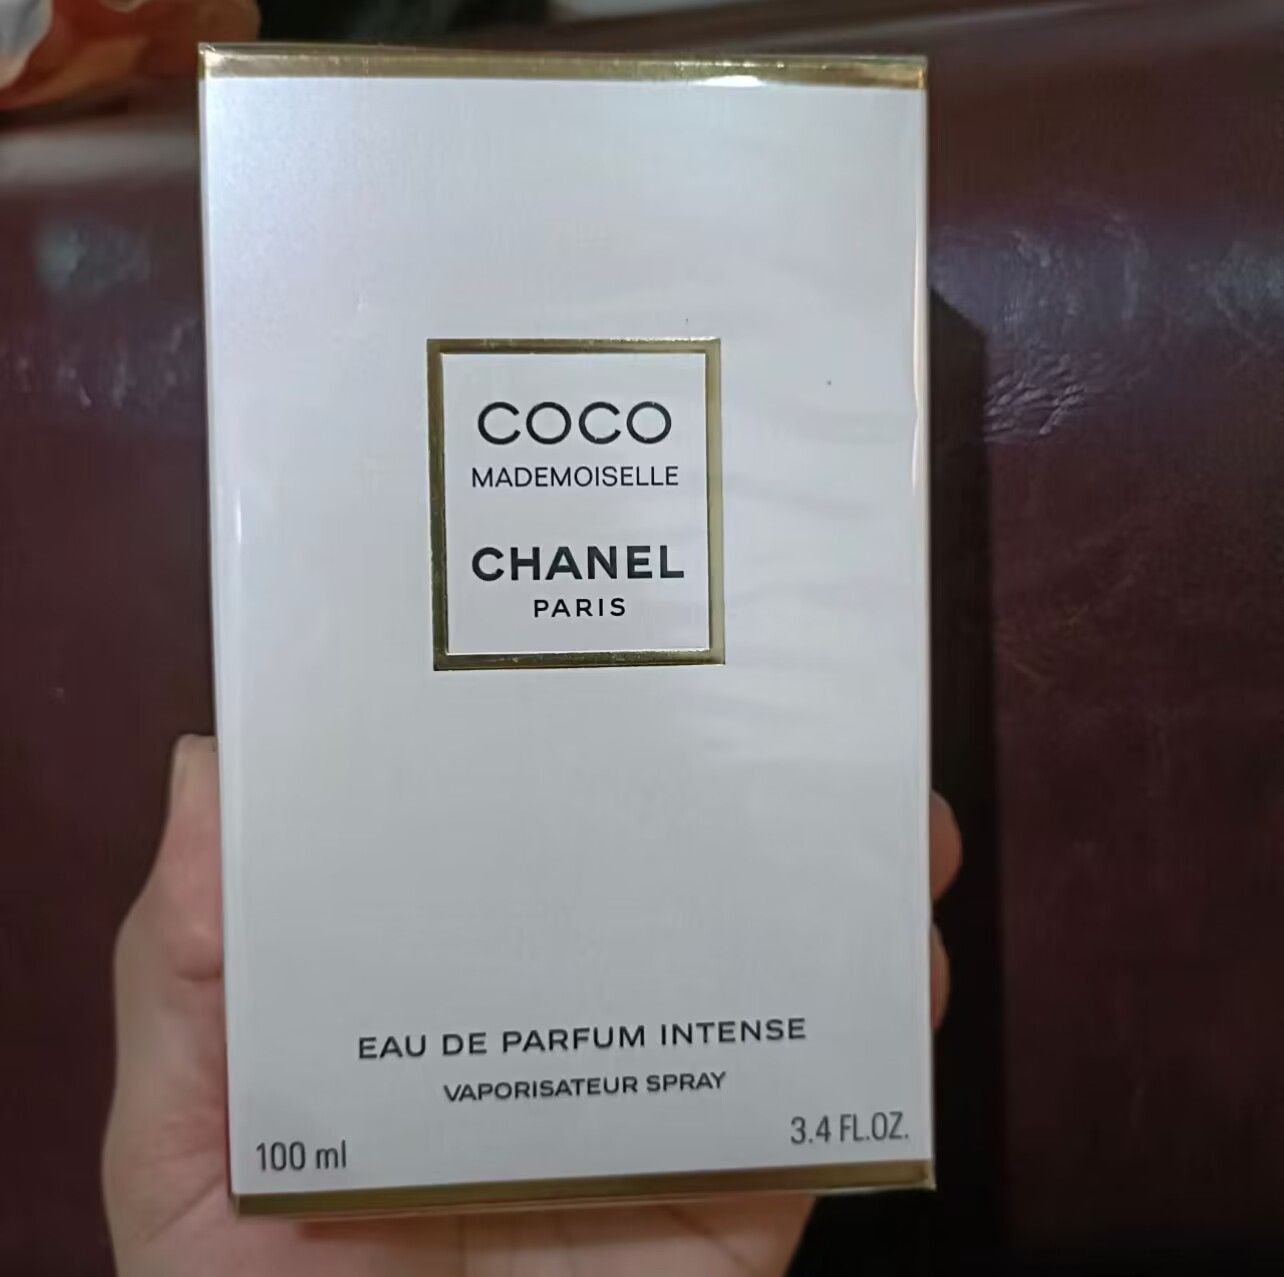 COCO
MADEMOISELLE
CHANEL
PARIS
EAU DE PARFUM INTENSE
VAPORISATEUR SPRAY
100 ml
3.4 FL.OZ.